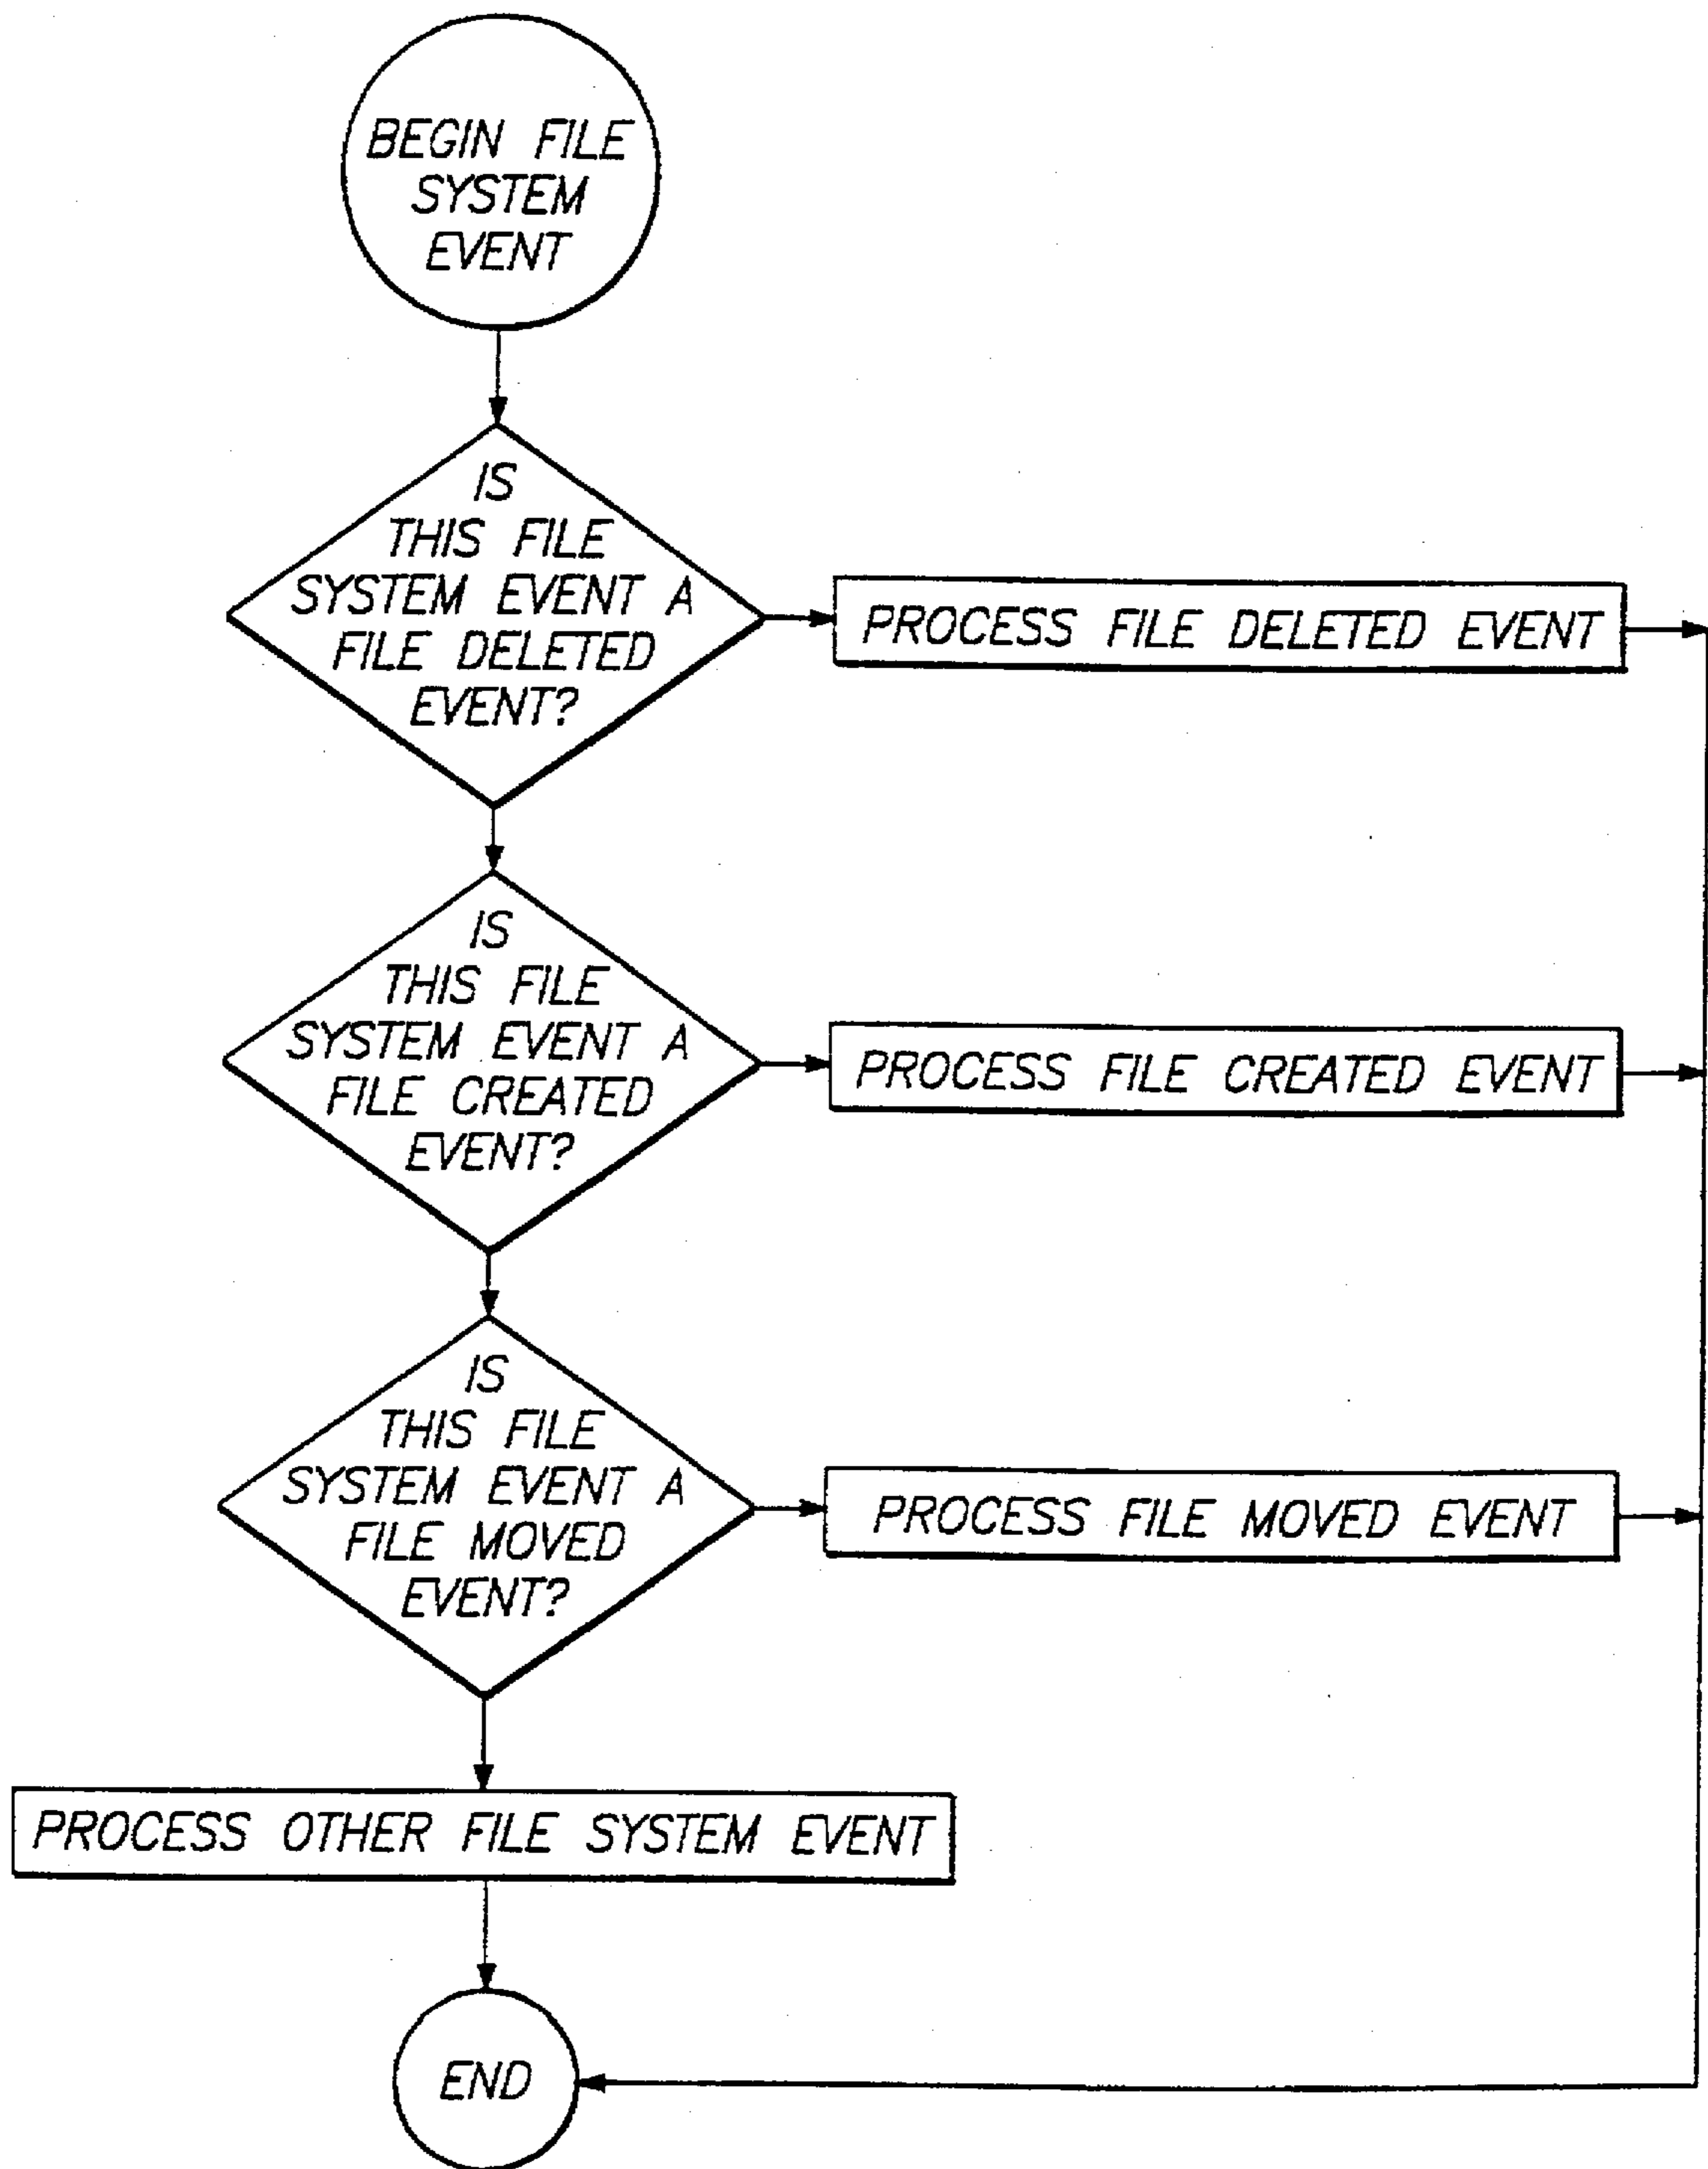 BEGIN FILE
SYSTEM
EVENT
IS
THIS FILE
SYSTEM EVENT A
FILE DELETED
EVENT?
PROCESS FILE DELETED EVENT
IS
THIS FILE
SYSTEM EVENT A
FILE CREATED
EVENT?
PROCESS FILE CREATED EVENT
IS
THIS FILE
SYSTEM EVENT A
FILE MOVED
EVENT?
PROCESS FILE MOVED EVENT
PROCESS OTHER FILE SYSTEM EVENT
END